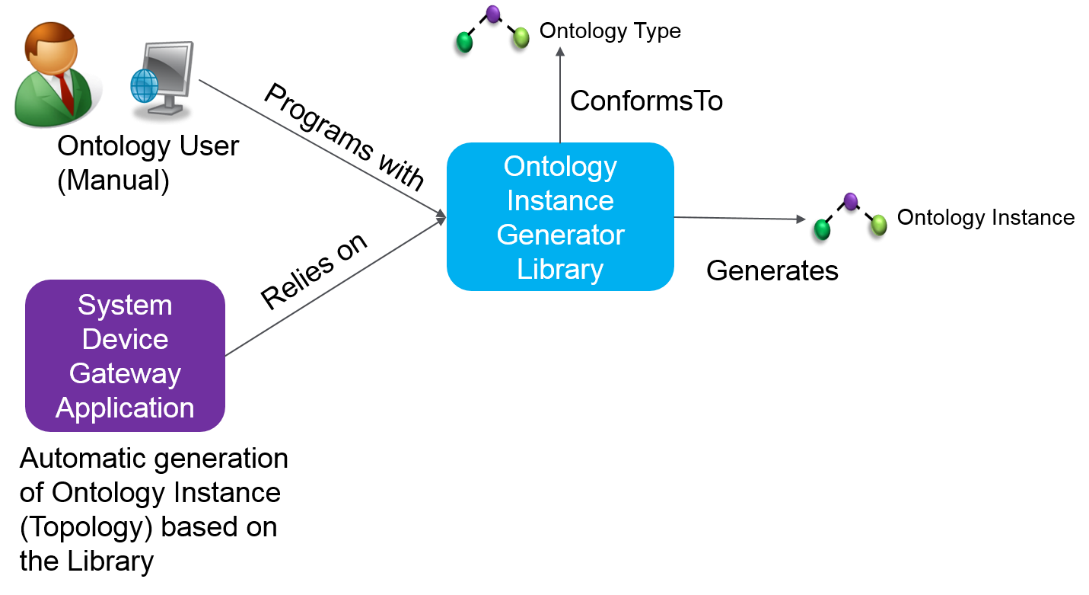 Ontology Type
ConformsTo
Programs with
Ontology User
(Manual)
Ontology
Instance
Generator
Library
Ontology Instance
Generates
Relies on
System
Device
Gateway
Application
Automatic generation
of Ontology Instance
(Topology) based on
the Library